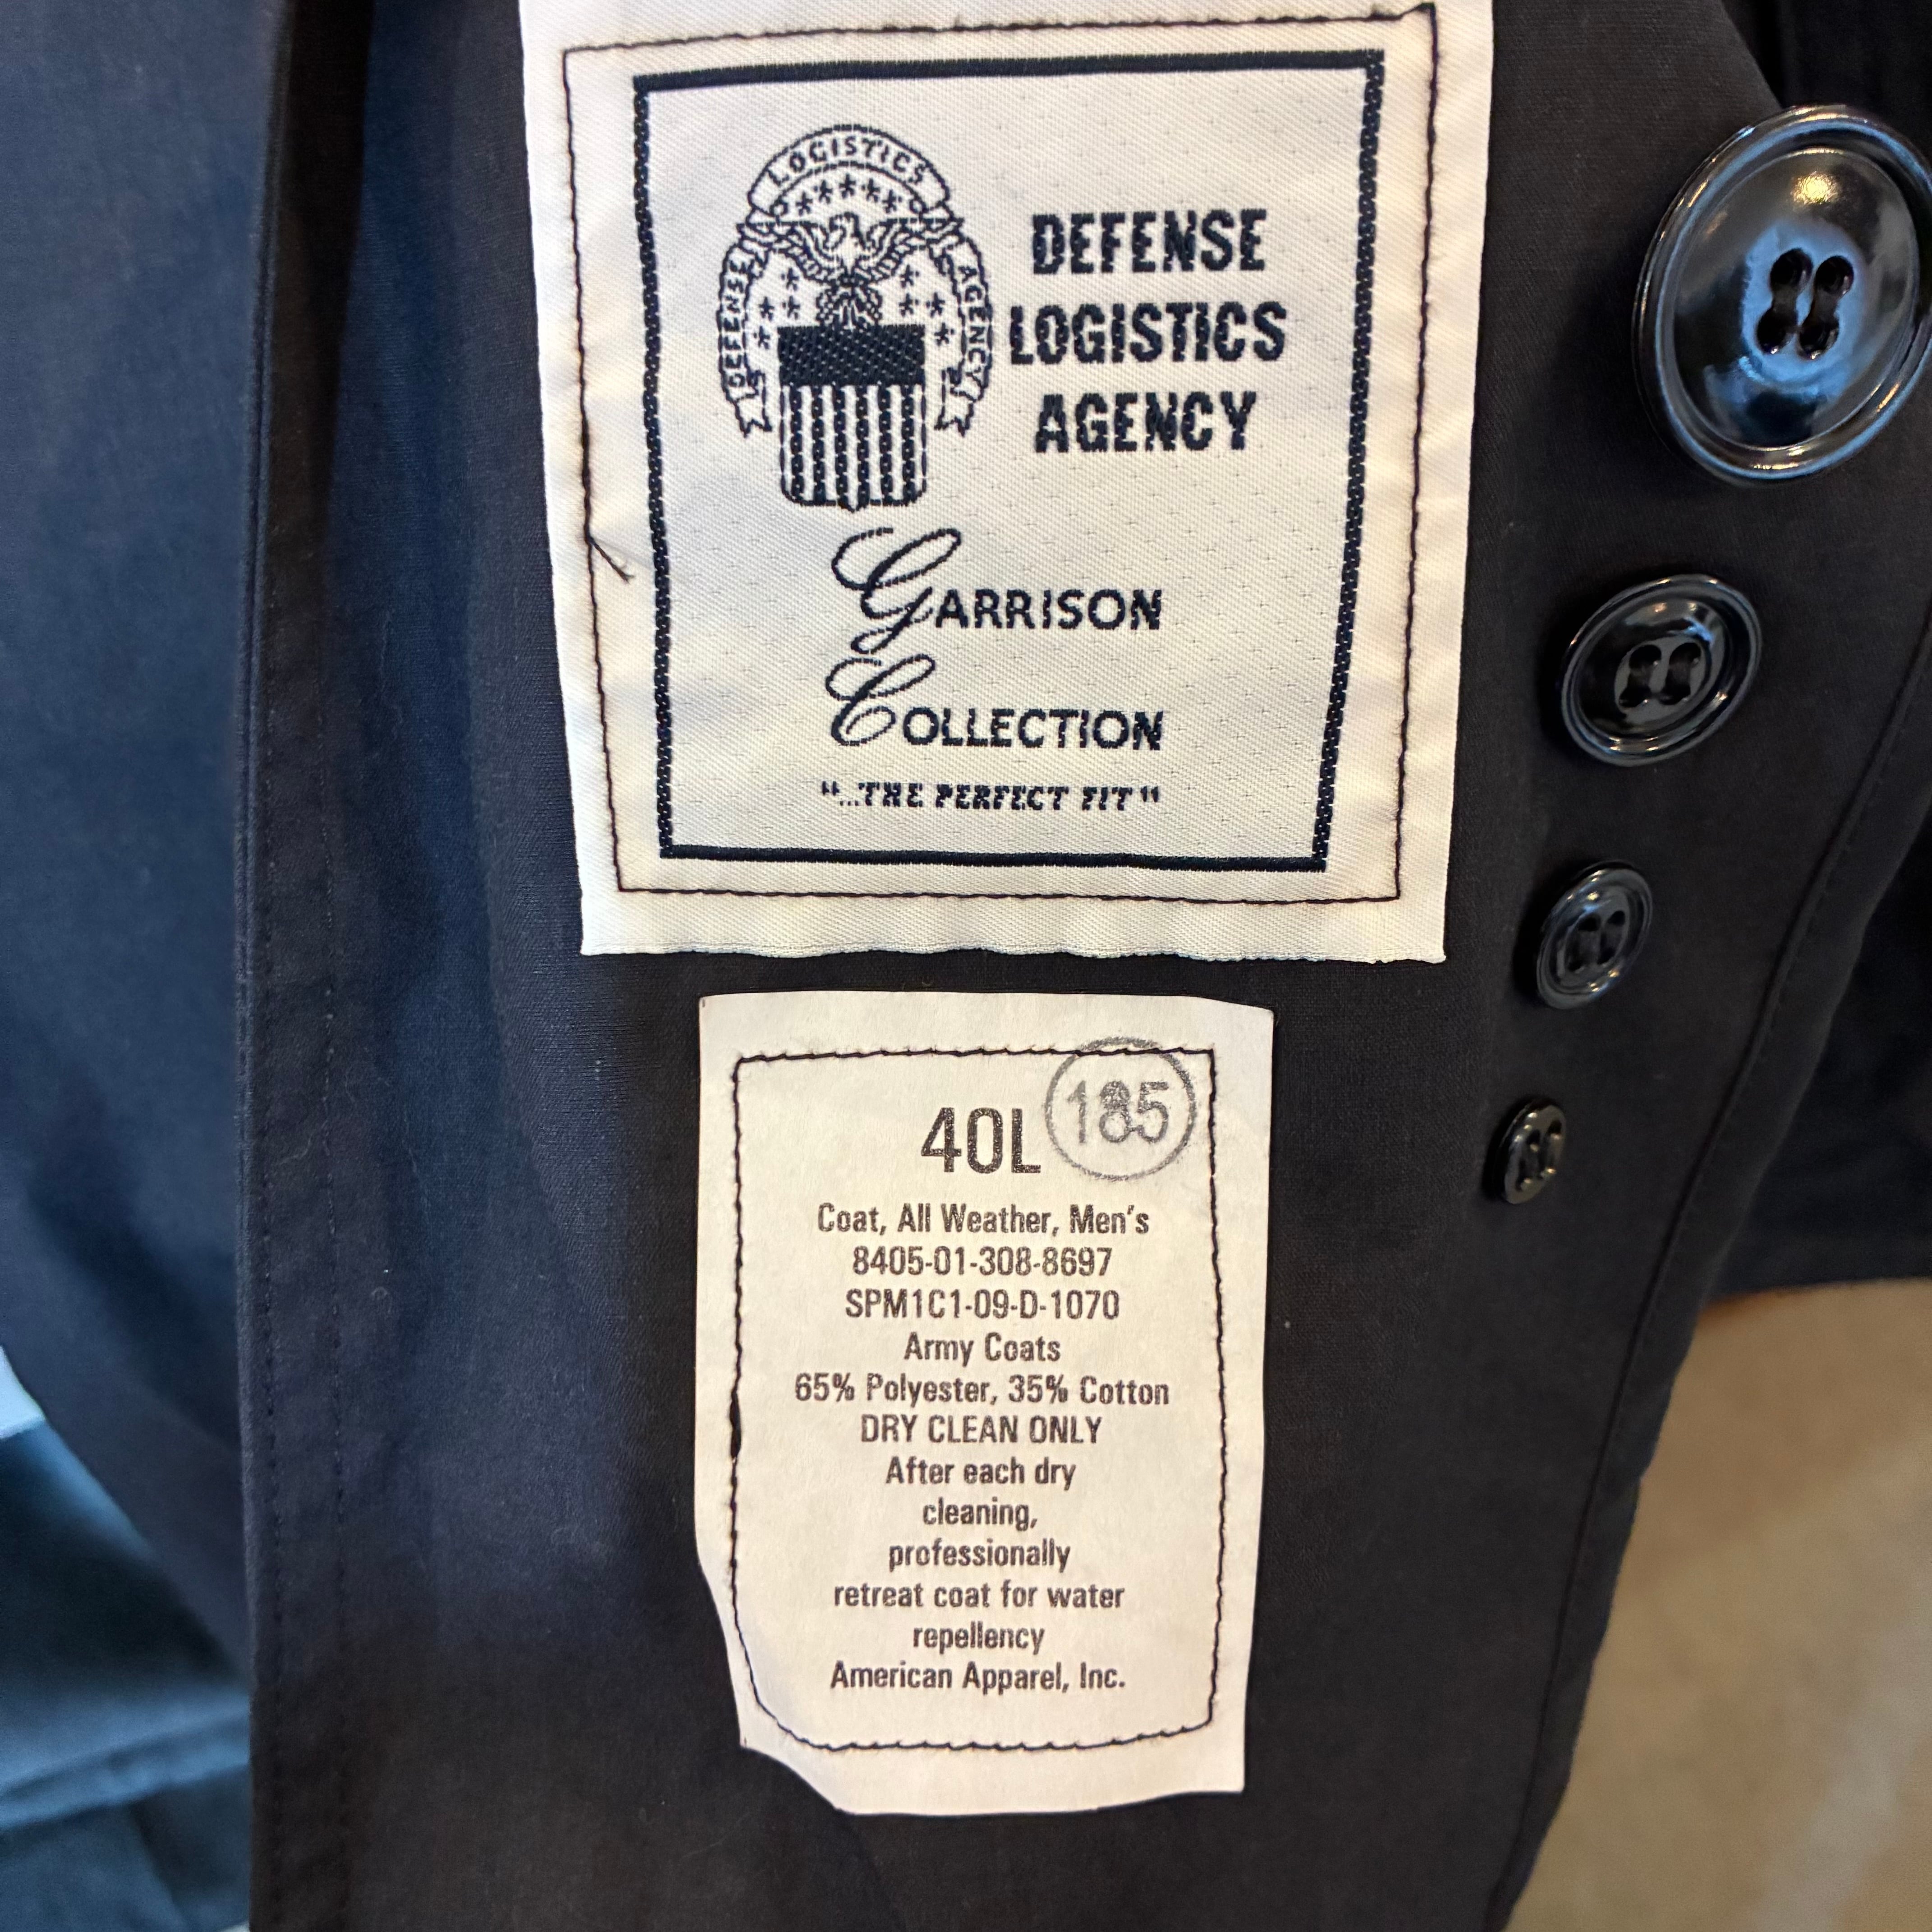 LOGISTICS
DEFENSE
AGENCY
DEFENSE
LOGISTICS
AGENCY
GARRISON
COLLECTION
"...THE PERFECT FIT"
185
40L
Coat, All Weather, Men's
8405-01-308-8697
SPM1C1-09-D-1070
Army Coats
65% Polyester, 35% Cotton
DRY CLEAN ONLY
After each dry
cleaning,
professionally
retreat coat for water
repellency
American Apparel, Inc.